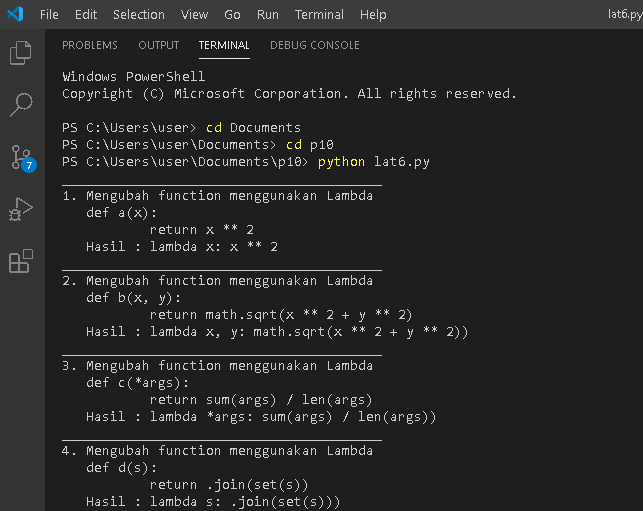 File Edit Selection View Go Run Terminal Help lat6.py
PROBLEMS OUTPUT TERMINAL DEBUG CONSOLE
Windows PowerShell
Copyright (C) Microsoft Corporation. All rights reserved.
PS C:\Users\user> cd Documents
PS C:\Users\user\Documents> cd p10
PS C:\Users\user\Documents\p10> python lat6.py
________________________________________
1. Mengubah function menggunakan Lambda
def a(x):
return x ** 2
Hasil : lambda x: x ** 2
________________________________________
2. Mengubah function menggunakan Lambda
def b(x, y):
return math.sqrt(x ** 2 + y ** 2)
Hasil : lambda x, y: math.sqrt(x ** 2 + y ** 2))
________________________________________
3. Mengubah function menggunakan Lambda
def c(*args):
return sum(args) / len(args)
Hasil : lambda *args: sum(args) / len(args))
________________________________________
4. Mengubah function menggunakan Lambda
def d(s):
return .join(set(s))
Hasil : lambda s: .join(set(s)))
7